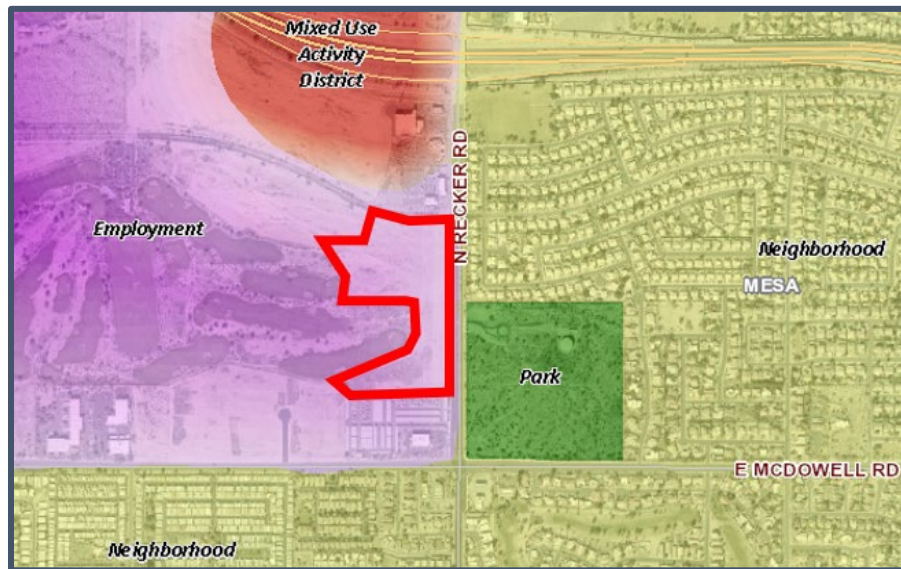 Mixed Use
Activity
District
N RECKER RD
Employment
Neighborhood
MESA
Park
E MCDOWELL RD
Neighborhood